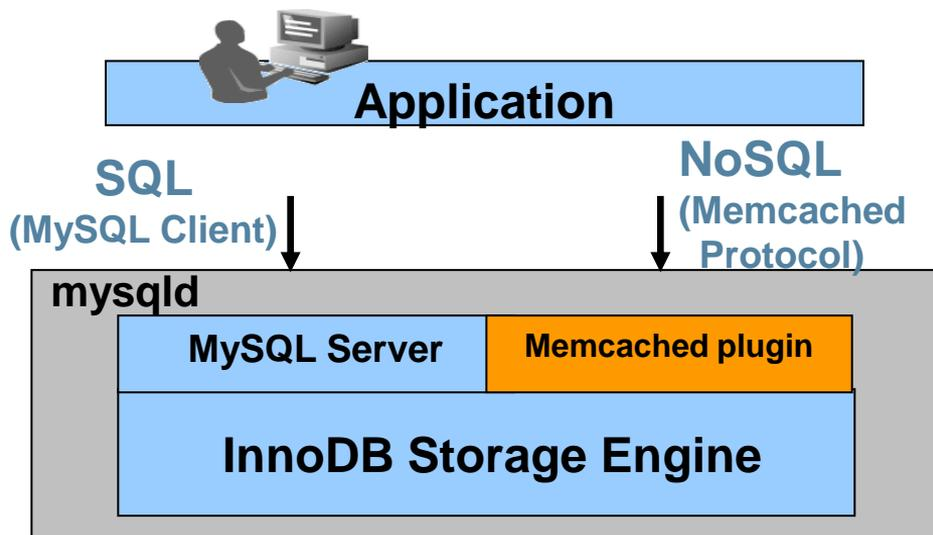 Application
SQL
(MySQL Client)
NoSQL
(Memcached
Protocol)
mysqld
MySQL Server
Memcached plugin
InnoDB Storage Engine